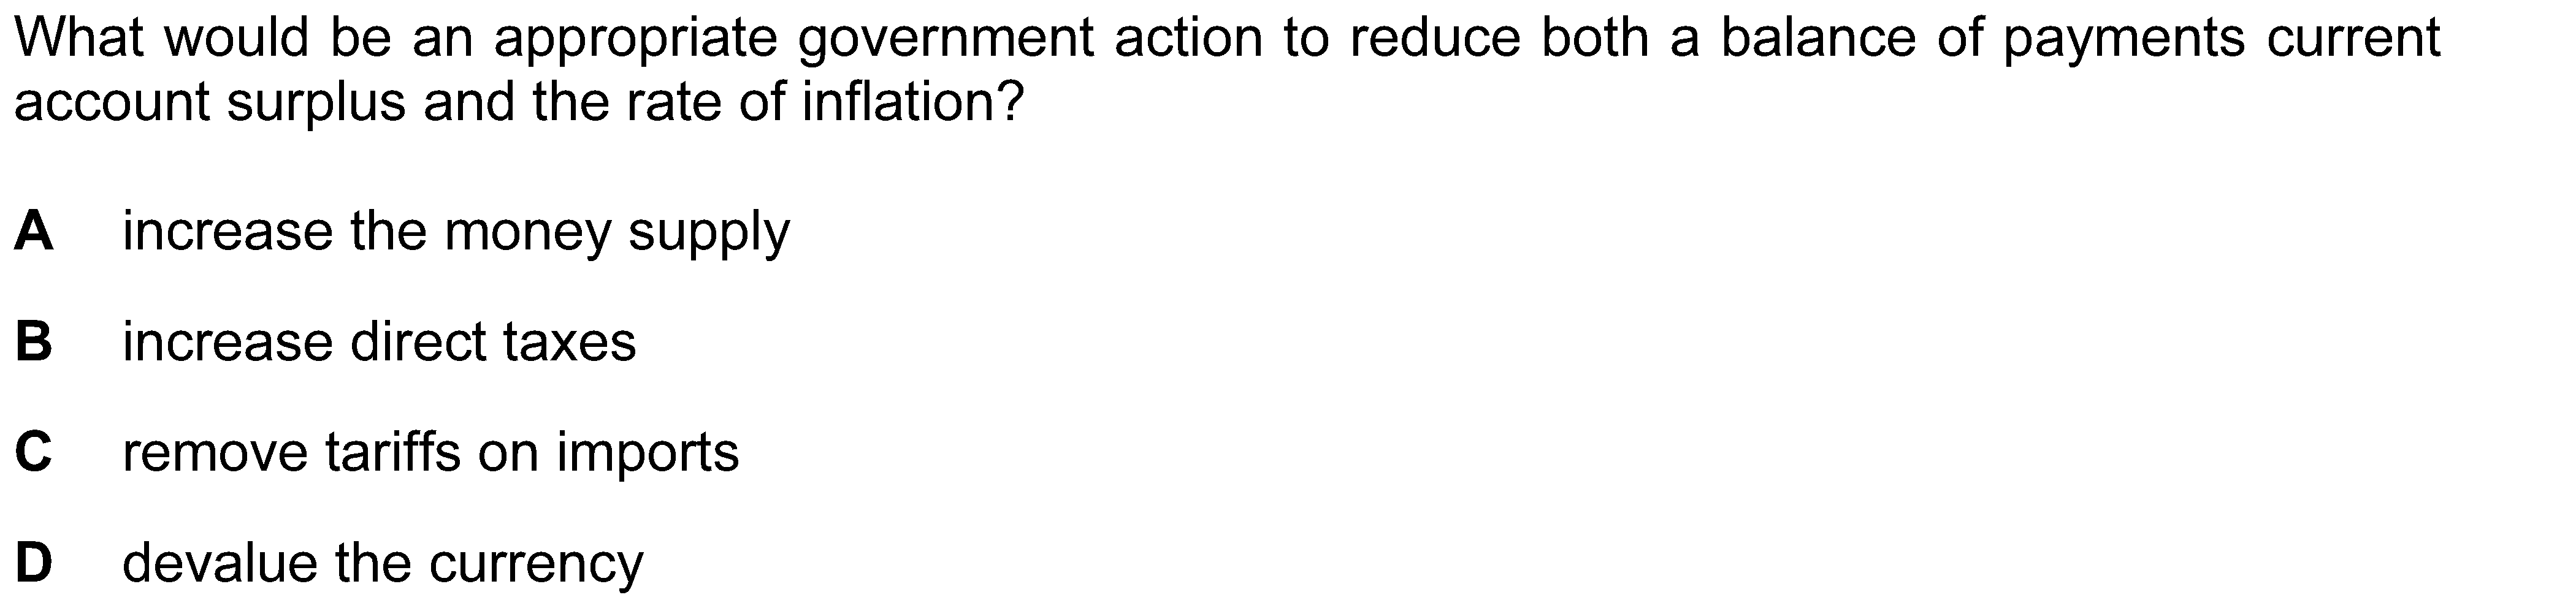 What would be an appropriate government action to reduce both a balance of payments current
account surplus and the rate of inflation?
A increase the money supply
B increase direct taxes
C remove tariffs on imports
D devalue the currency